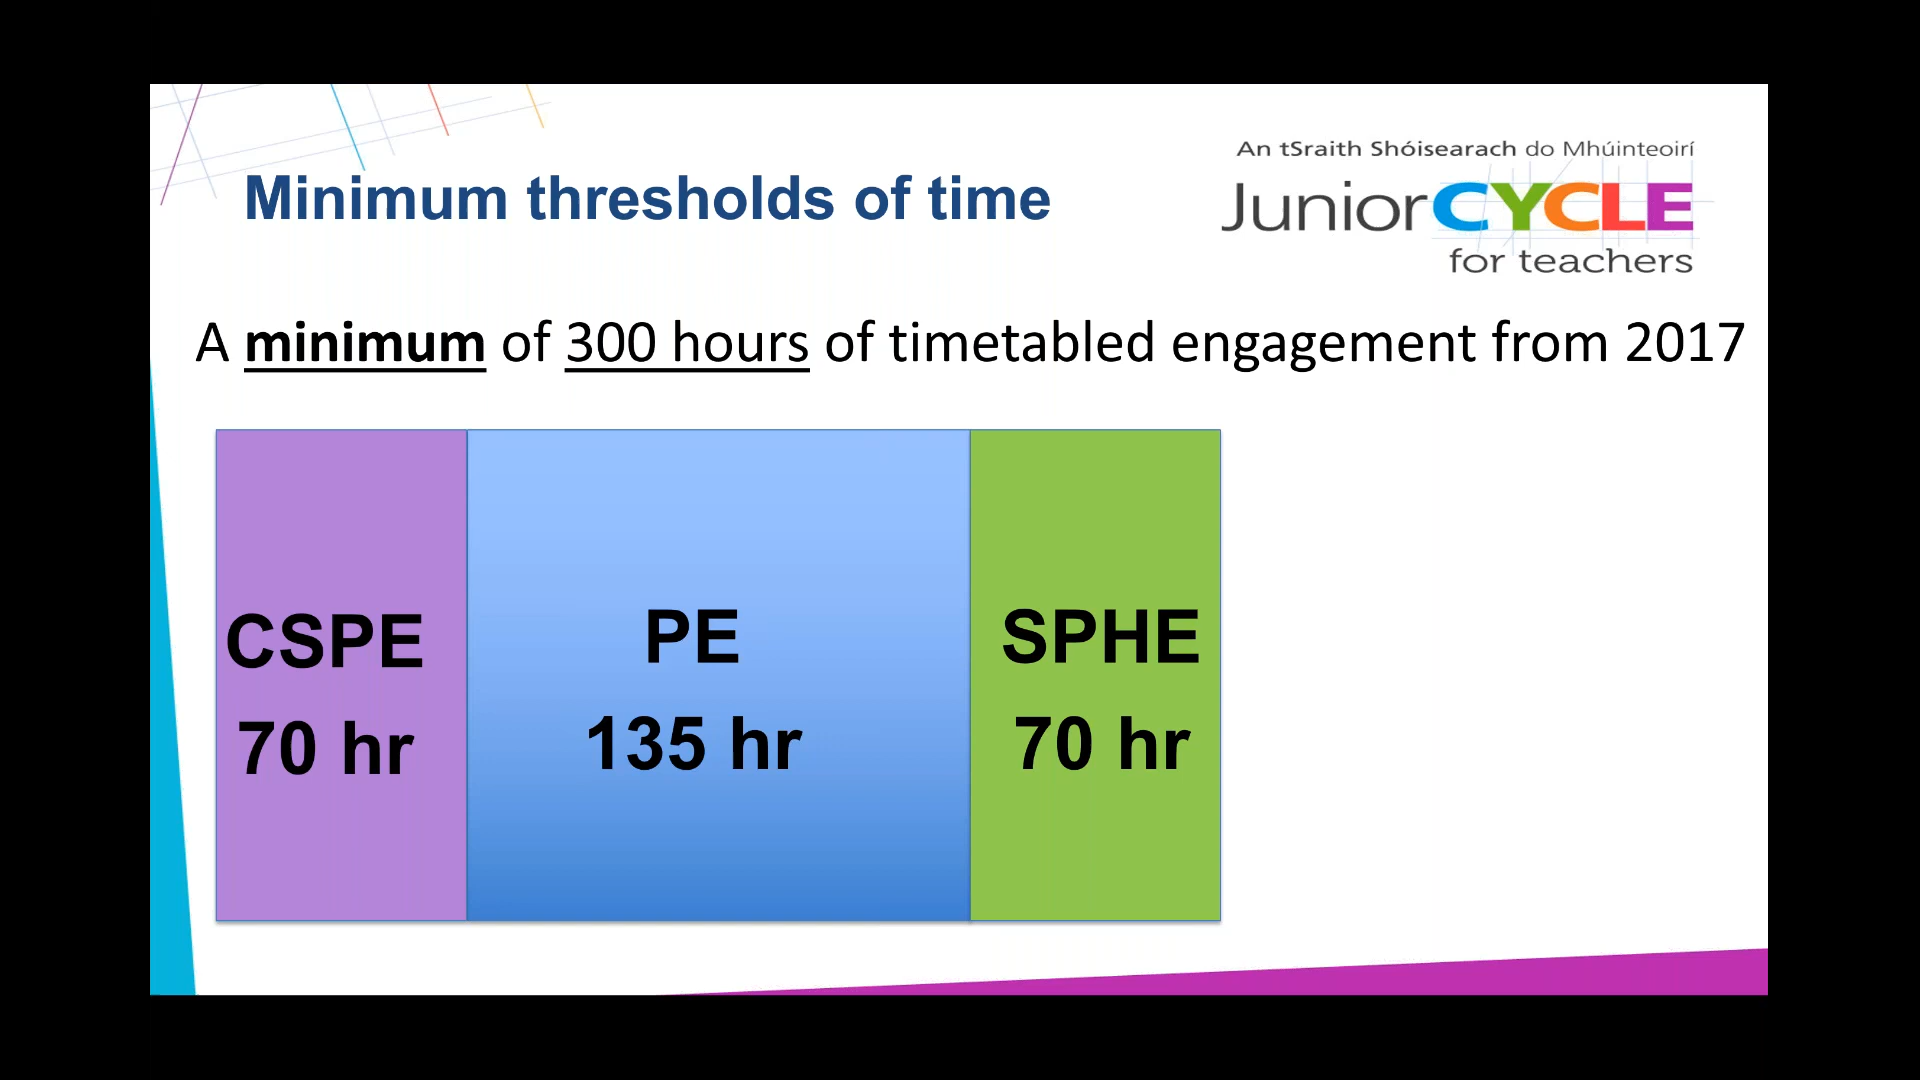 An tSraith Shóisearach do Mhúinteoirí
JuniorCYCLE
for teachers
Minimum thresholds of time
A minimum of 300 hours of timetabled engagement from 2017
CSPE
70 hr
PE
135 hr
SPHE
70 hr